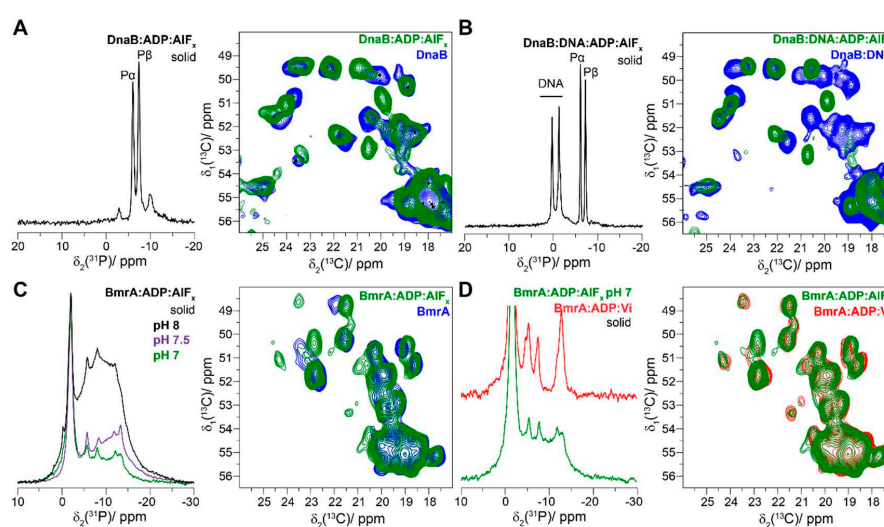 A
DnaB:ADP:AlFx
solid
Pβ
Pα
20 10 0 -10 -20
δ2(31P)/ ppm
DnaB:ADP:AlFx
DnaB
49
50
51
52
53
54
55
56
δ1(13C)/ ppm
25 24 23 22 21 20 19 18 17
δ2(13C)/ ppm
B
DnaB:DNA:ADP:AlFx
solid
Pα
Pβ
DNA
20 10 0 -10 -20
δ2(31P)/ ppm
DnaB:DNA:ADP:AlFx
DnaB:DN
49
50
51
52
53
54
55
56
δ1(13C)/ ppm
25 24 23 22 21 20 19 18
δ2(13C)/ ppm
C
BmrA:ADP:AlFx
solid
pH 8
pH 7.5
pH 7
10 0 -10 -20 -30
δ2(31P)/ ppm
BmrA:ADP:AlFx
BmrA
49
50
51
52
53
54
55
56
δ1(13C)/ ppm
25 24 23 22 21 20 19 18
δ2(13C)/ ppm
D
BmrA:ADP:AlFx pH 7
BmrA:ADP:Vi
solid
10 0 -10 -20 -30
δ2(31P)/ ppm
BmrA:ADP:AlF
BmrA:ADP:V
49
50
51
52
53
54
55
56
δ1(13C)/ ppm
25 24 23 22 21 20 19 18
δ2(13C)/ ppm